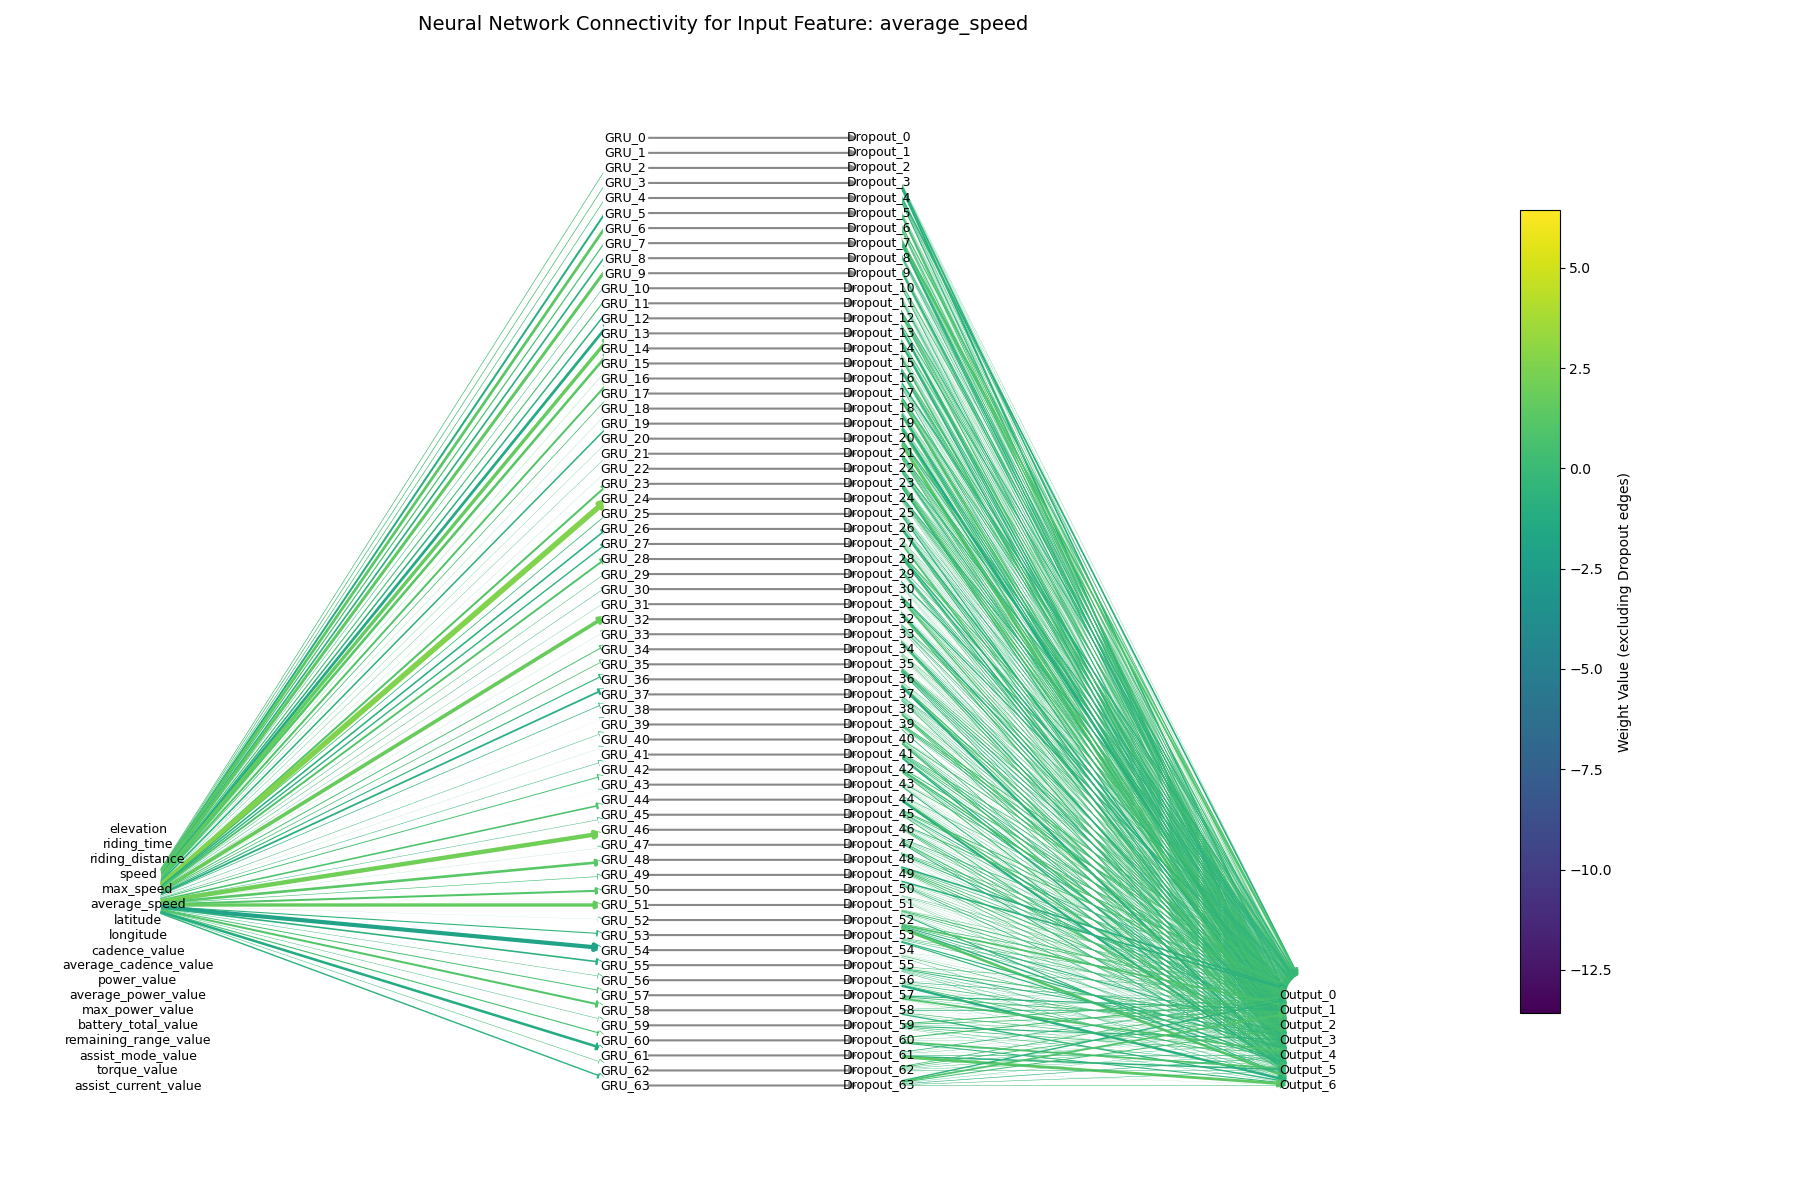 Neural Network Connectivity for Input Feature: average_speed
elevation
riding_time
riding_distance
speed
max_speed
average_speed
latitude
longitude
cadence_value
average_cadence_value
power_value
average_power_value
max_power_value
battery_total_value
remaining_range_value
assist_mode_value
torque_value
assist_current_value
GRU_0
GRU_1
GRU_2
GRU_3
GRU_4
GRU_5
GRU_6
GRU_7
GRU_8
GRU_9
GRU_10
GRU_11
GRU_12
GRU_13
GRU_14
GRU_15
GRU_16
GRU_17
GRU_18
GRU_19
GRU_20
GRU_21
GRU_22
GRU_23
GRU_24
GRU_25
GRU_26
GRU_27
GRU_28
GRU_29
GRU_30
GRU_31
GRU_32
GRU_33
GRU_34
GRU_35
GRU_36
GRU_37
GRU_38
GRU_39
GRU_40
GRU_41
GRU_42
GRU_43
GRU_44
GRU_45
GRU_46
GRU_47
GRU_48
GRU_49
GRU_50
GRU_51
GRU_52
GRU_53
GRU_54
GRU_55
GRU_56
GRU_57
GRU_58
GRU_59
GRU_60
GRU_61
GRU_62
GRU_63
Dropout_0
Dropout_1
Dropout_2
Dropout_3
Dropout_4
Dropout_5
Dropout_6
Dropout_7
Dropout_8
Dropout_9
Dropout_10
Dropout_11
Dropout_12
Dropout_13
Dropout_14
Dropout_15
Dropout_16
Dropout_17
Dropout_18
Dropout_19
Dropout_20
Dropout_21
Dropout_22
Dropout_23
Dropout_24
Dropout_25
Dropout_26
Dropout_27
Dropout_28
Dropout_29
Dropout_30
Dropout_31
Dropout_32
Dropout_33
Dropout_34
Dropout_35
Dropout_36
Dropout_37
Dropout_38
Dropout_39
Dropout_40
Dropout_41
Dropout_42
Dropout_43
Dropout_44
Dropout_45
Dropout_46
Dropout_47
Dropout_48
Dropout_49
Dropout_50
Dropout_51
Dropout_52
Dropout_53
Dropout_54
Dropout_55
Dropout_56
Dropout_57
Dropout_58
Dropout_59
Dropout_60
Dropout_61
Dropout_62
Dropout_63
Output_0
Output_1
Output_2
Output_3
Output_4
Output_5
Output_6
5.0
2.5
0.0
−2.5
−5.0
−7.5
−10.0
−12.5
Weight Value (excluding Dropout edges)